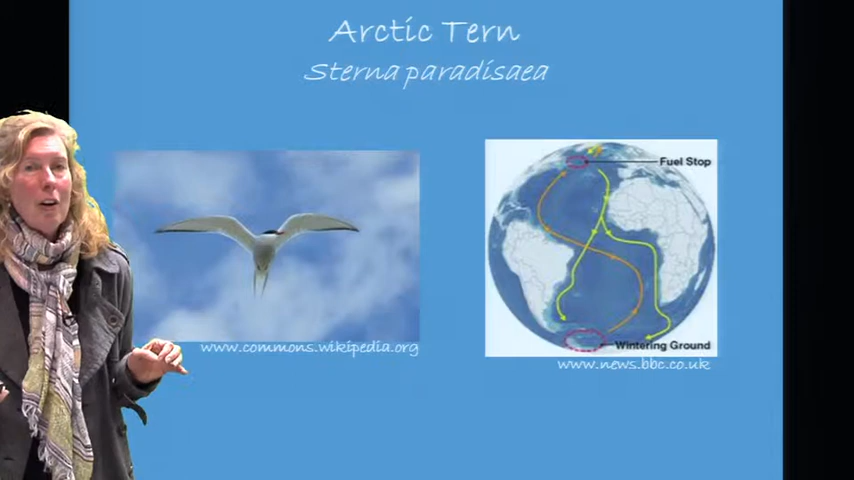 Arctic Tern
Sterna paradisaea
Fuel Stop
Wintering Ground
www.commons.wikipedia.org
www.news.bbc.co.uk